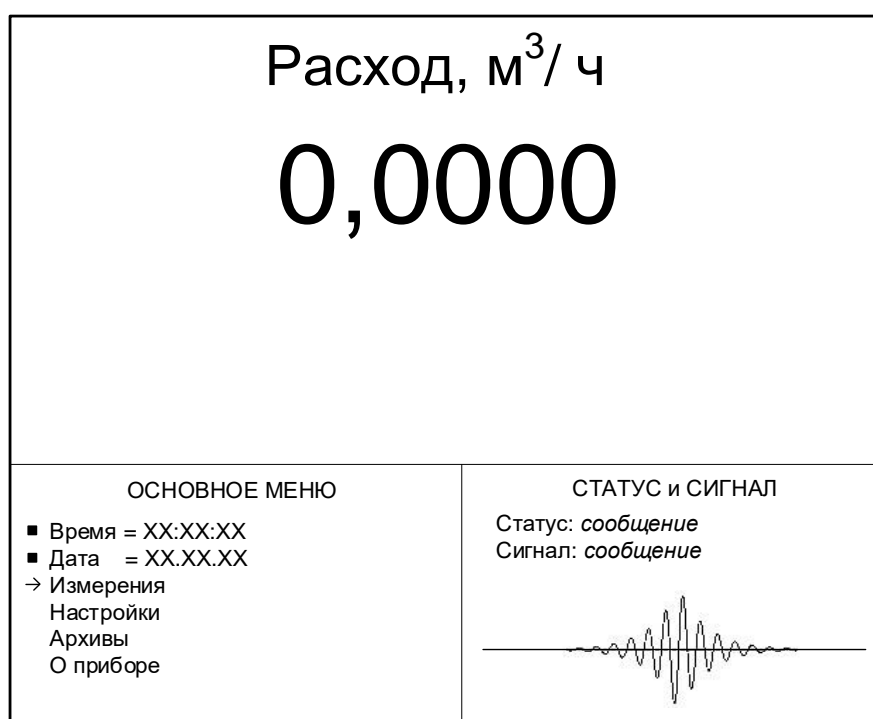 Расход, м³/ ч
0,0000
ОСНОВНОЕ МЕНЮ
■ Время = XX:XX:XX
■ Дата = XX.XX.XX
→ Измерения
Настройки
Архивы
О приборе
СТАТУС и СИГНАЛ
Статус: сообщение
Сигнал: сообщение